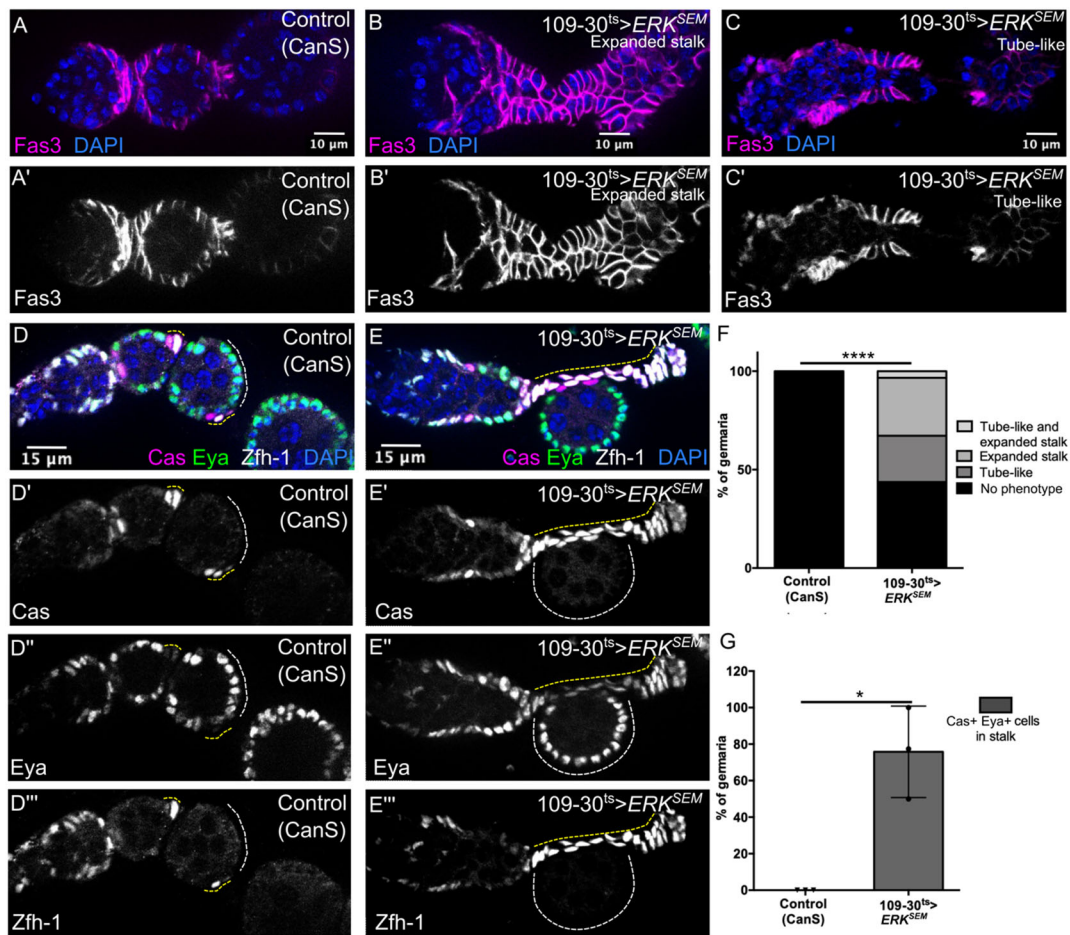 A
Control
(CanS)
Fas3 DAPI
10 µm
B
109-30ts>ERKSEM
Expanded stalk
Fas3 DAPI
10 µm
C
109-30ts>ERKSEM
Tube-like
Fas3 DAPI
10 µm
A'
Control
(CanS)
Fas3
B'
109-30ts>ERKSEM
Expanded stalk
Fas3
C'
109-30ts>ERKSEM
Tube-like
Fas3
D
Control
(CanS)
15 µm
Cas Eya Zfh-1 DAPI
E
109-30ts>ERKSEM
15 µm
Cas Eya Zfh-1 DAPI
D'
Control
(CanS)
Cas
E'
109-30ts>ERKSEM
Cas
D''
Control
(CanS)
Eya
E''
109-30ts>ERKSEM
Eya
D'''
Control
(CanS)
Zfh-1
E'''
109-30ts>ERKSEM
Zfh-1
F
****
100
50
0
% of germaria
Control
(CanS)
109-30ts>
ERKSEM
Tube-like and
expanded stalk
Expanded stalk
Tube-like
No phenotype
G
*
120
100
80
60
40
20
0
% of germaria
Control
(CanS)
109-30ts>
ERKSEM
Cas+ Eya+ cells
in stalk